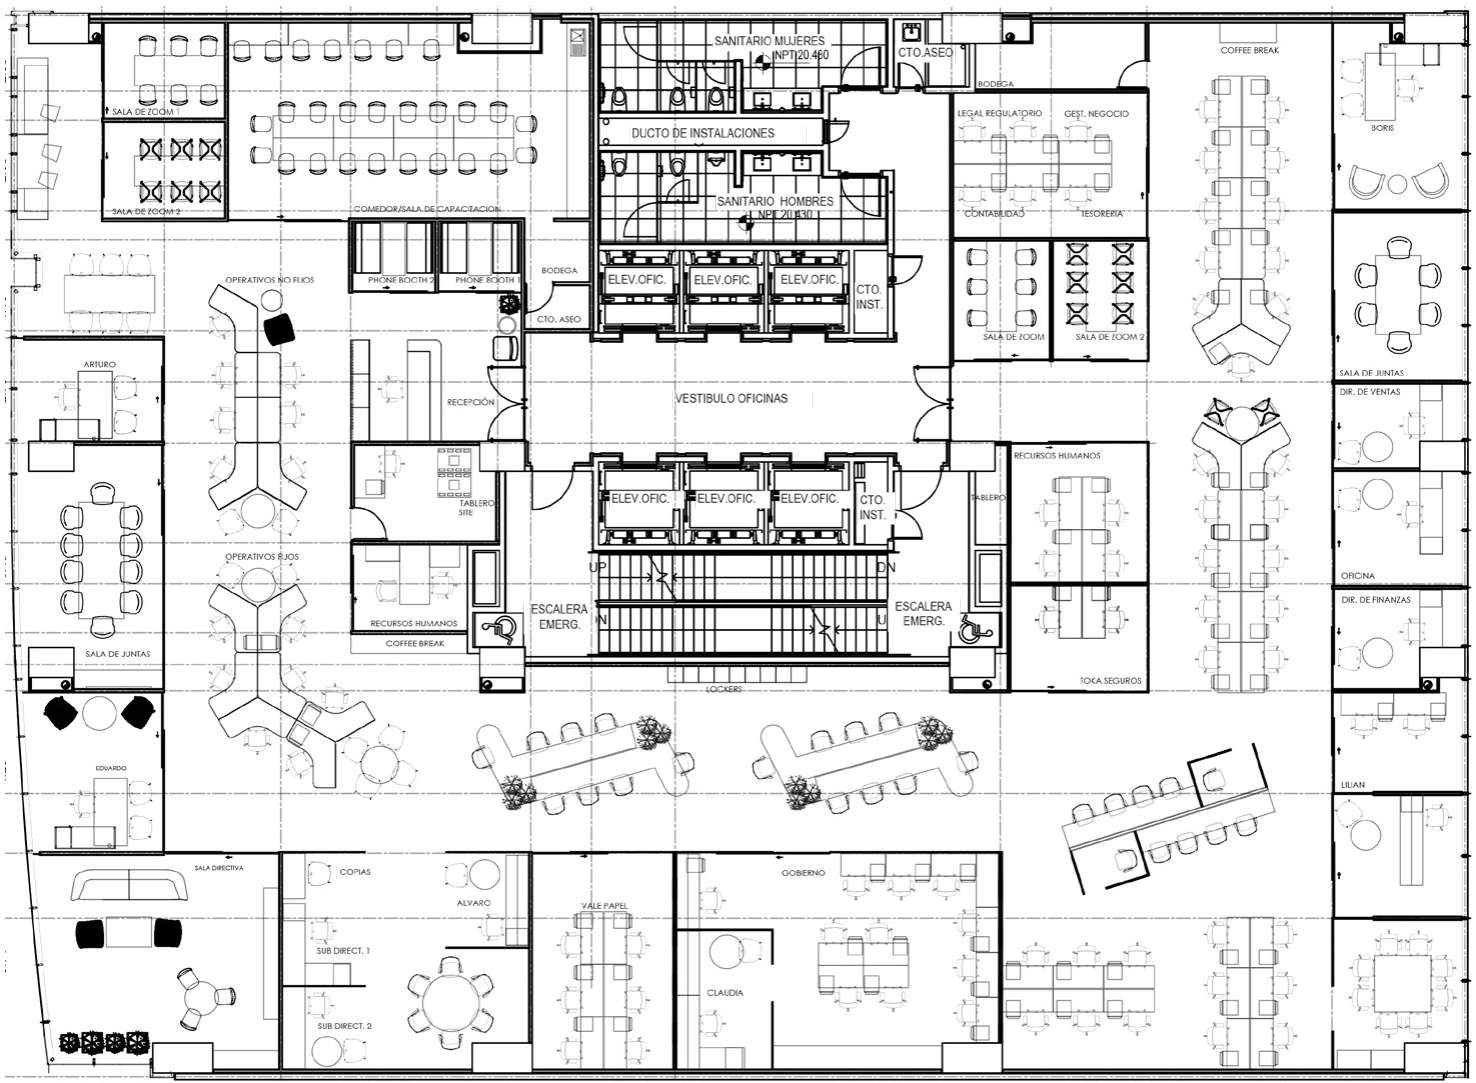 SANITARIO MUJERES
NPT 20.480
CTO.ASEO
COFFEE BREAK
BODEGA
SALA DE ZOOM 1
BORIS
LEGAL REGULATORIO
GEST. NEGOCIO
DUCTO DE INSTALACIONES
SALA DE ZOOM 2
COMEDOR/SALA DE CAPACITACION
SANITARIO HOMBRES
NPT 20.430
CONTABILIDAD
TESORERIA
OPERATIVOS NO FIJOS
PHONE BOOTH 2
PHONE BOOTH 1
BODEGA
ELEV.OFIC.
ELEV.OFIC.
ELEV.OFIC.
CTO.
INST.
CTO. ASEO
SALA DE ZOOM
SALA DE ZOOM 2
ARTURO
SALA DE JUNTAS
RECEPCIÓN
VESTIBULO OFICINAS
DIR. DE VENTAS
RECURSOS HUMANOS
TABLERO
SITE
ELEV.OFIC.
ELEV.OFIC.
ELEV.OFIC.
CTO.
INST.
TABLERO
OPERATIVOS FIJOS
UP
DN
OFICINA
ESCALERA
EMERG.
ESCALERA
EMERG.
DIR. DE FINANZAS
RECURSOS HUMANOS
COFFEE BREAK
SALA DE JUNTAS
TOKA SEGUROS
LOCKERS
EDUARDO
LILIAN
SALA DIRECTIVA
COPIAS
GOBIERNO
ALVARO
VALE PAPEL
SUB DIRECT. 1
CLAUDIA
SUB DIRECT. 2